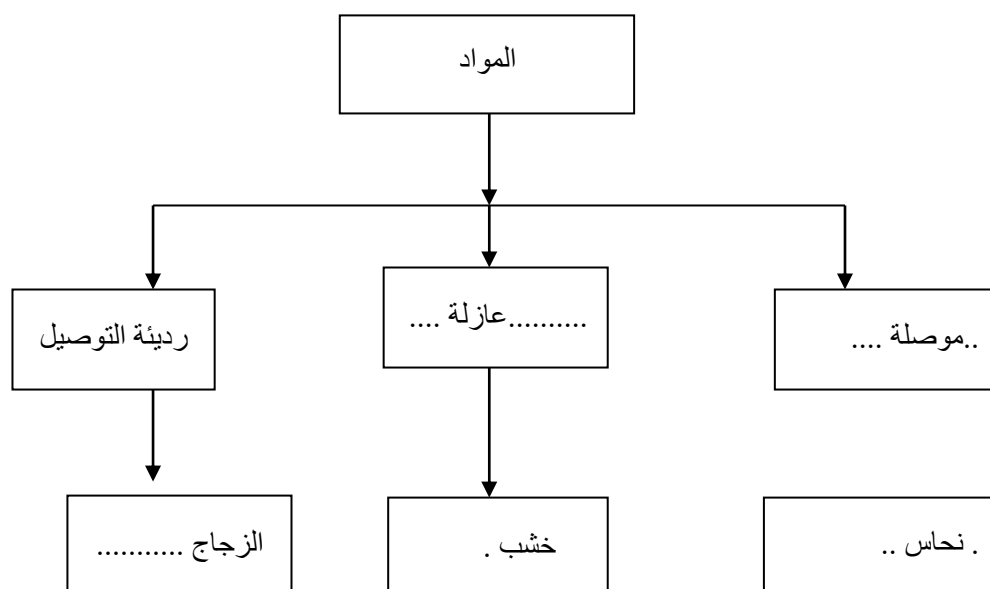 المواد
..موصلة ....
..........عازلة ....
رديئة التوصيل
. نحاس ..
خشب .
الزجاج ...........